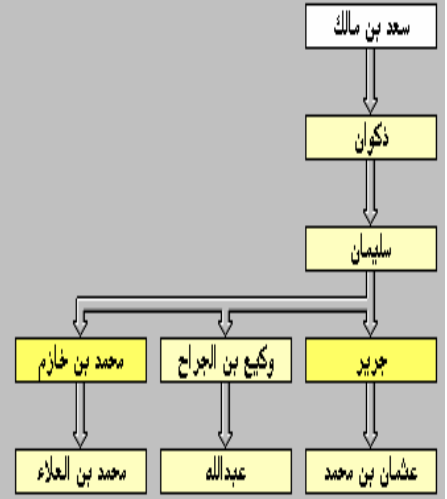 سعد بن مالك
ذكوان
سليمان
جرير
وكيع بن الجراح
محمد بن خازم
عثمان بن محمد
عبدالله
محمد بن العلاء